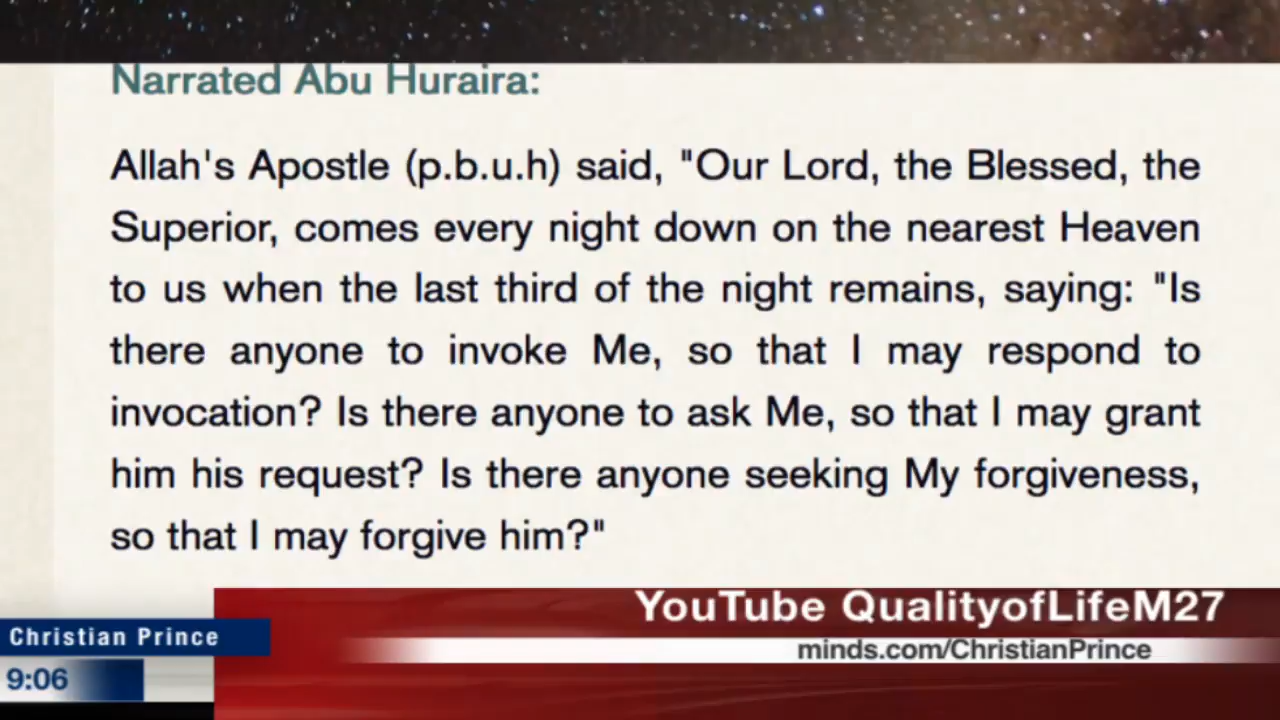 Narrated Abu Huraira:
Allah's Apostle (p.b.u.h) said, "Our Lord, the Blessed, the
Superior, comes every night down on the nearest Heaven
to us when the last third of the night remains, saying: "Is
there anyone to invoke Me, so that I may respond to
invocation? Is there anyone to ask Me, so that I may grant
him his request? Is there anyone seeking My forgiveness,
so that I may forgive him?"
YouTube QualityofLifeM27
Christian Prince
minds.com/ChristianPrince
9:06